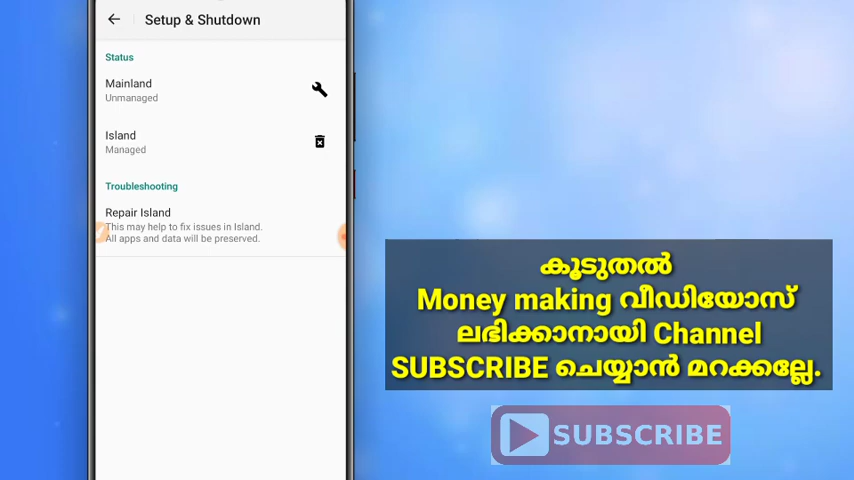 Setup & Shutdown
Status
Mainland
Unmanaged
Island
Managed
Troubleshooting
Repair Island
This may help to fix issues in Island.
All apps and data will be preserved.
കൂടുതൽ
Money making വീഡിയോസ്
ലഭിക്കാനായി Channel
SUBSCRIBE ചെയ്യാൻ മറക്കല്ലേ.
SUBSCRIBE